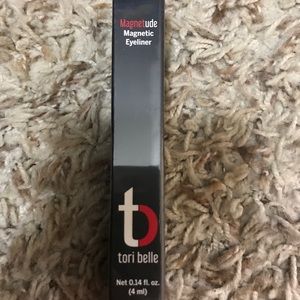 Magnetude
Magnetic
Eyeliner
tb
tori belle
Net 0.14 fl. oz.
(4 ml)